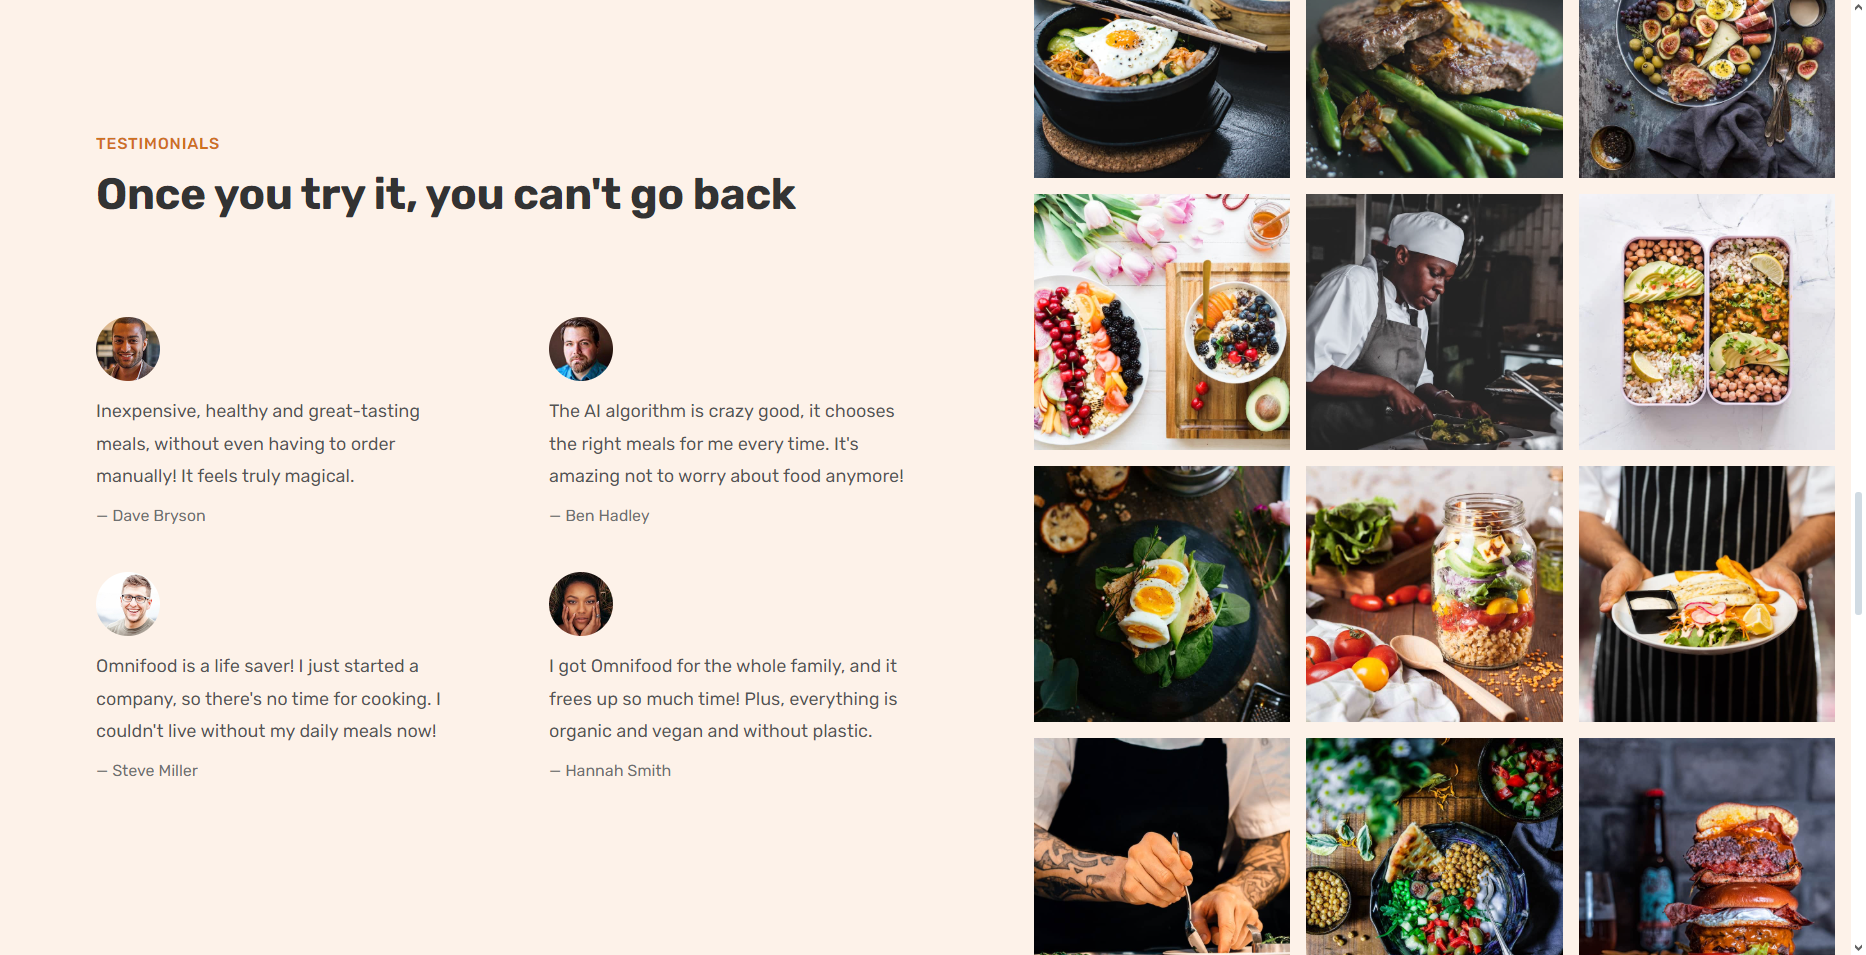 TESTIMONIALS
Once you try it, you can't go back
Inexpensive, healthy and great-tasting
meals, without even having to order
manually! It feels truly magical.
— Dave Bryson
The AI algorithm is crazy good, it chooses
the right meals for me every time. It's
amazing not to worry about food anymore!
— Ben Hadley
Omnifood is a life saver! I just started a
company, so there's no time for cooking. I
couldn't live without my daily meals now!
— Steve Miller
I got Omnifood for the whole family, and it
frees up so much time! Plus, everything is
organic and vegan and without plastic.
— Hannah Smith